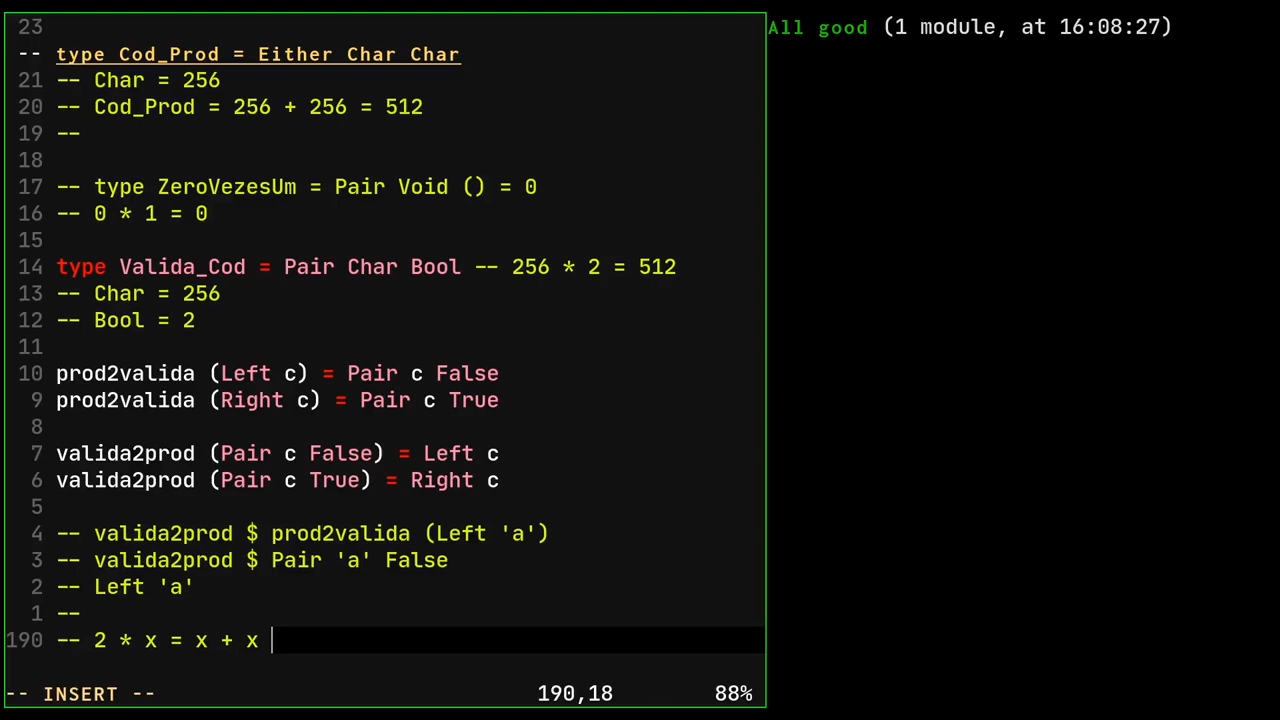 23
-- type Cod_Prod = Either Char Char
21 -- Char = 256
20 -- Cod_Prod = 256 + 256 = 512
19 --
18
17 -- type ZeroVezesUm = Pair Void () = 0
16 -- 0 * 1 = 0
15
14 type Valida_Cod = Pair Char Bool -- 256 * 2 = 512
13 -- Char = 256
12 -- Bool = 2
11
10 prod2valida (Left c) = Pair c False
9 prod2valida (Right c) = Pair c True
8
7 valida2prod (Pair c False) = Left c
6 valida2prod (Pair c True) = Right c
5
4 -- valida2prod $ prod2valida (Left 'a')
3 -- valida2prod $ Pair 'a' False
2 -- Left 'a'
1 --
190 -- 2 * x = x + x
-- INSERT -- 190,18 88%
All good (1 module, at 16:08:27)